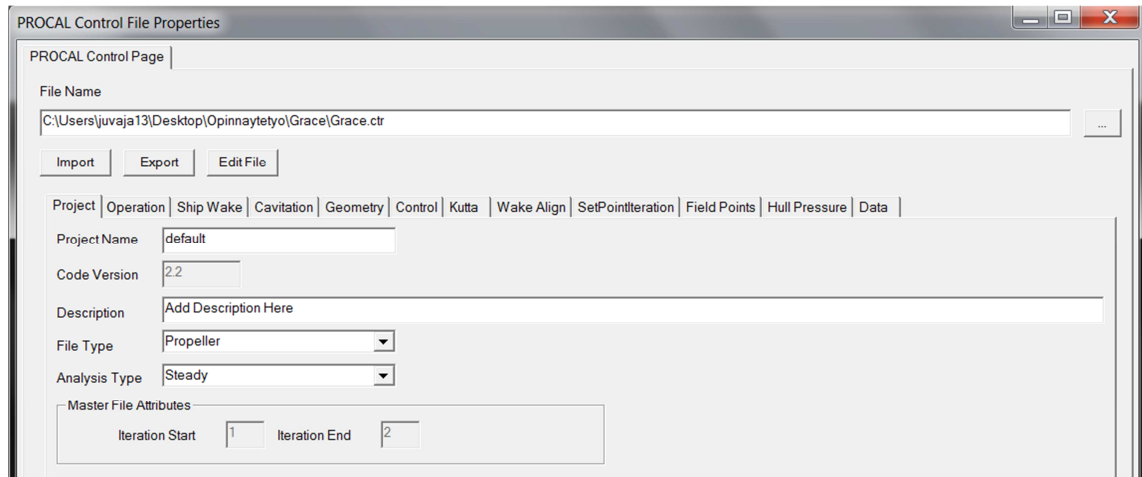 PROCAL Control File Properties
PROCAL Control Page
File Name
C:\Users\juvaja13\Desktop\Opinnaytetyo\Grace\Grace.ctr
...
Import Export Edit File
Project Operation Ship Wake Cavitation Geometry Control Kutta Wake Align SetPointIteration Field Points Hull Pressure Data
Project Name default
Code Version 2.2
Description Add Description Here
File Type Propeller
Analysis Type Steady
Master File Attributes
Iteration Start 1 Iteration End 2